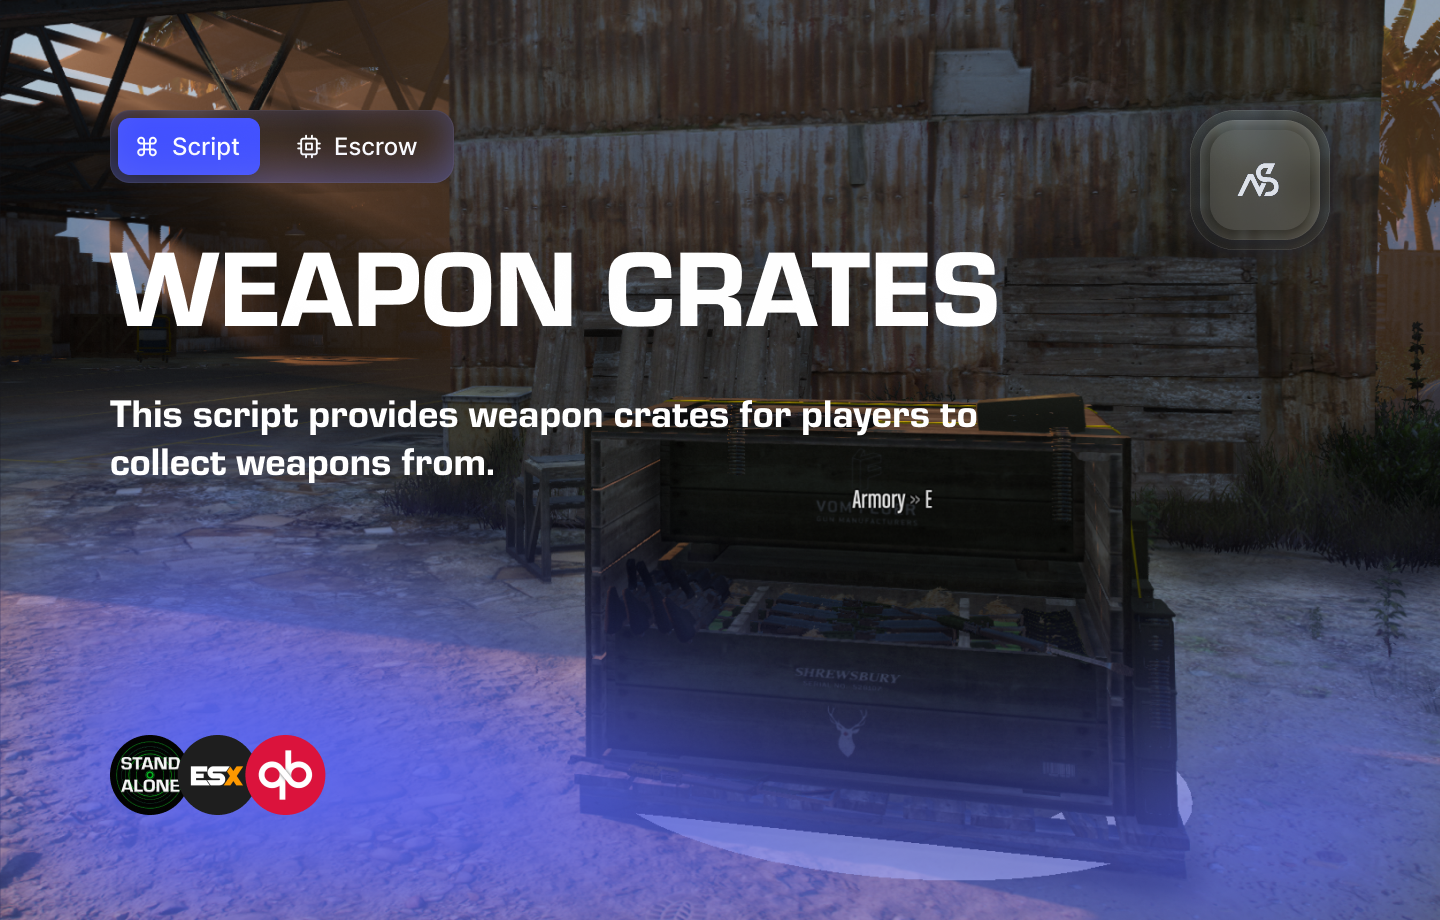 Script
Escrow
WEAPON CRATES
This script provides weapon crates for players to
collect weapons from.
Armory » E
SHREWSBURY
STAND
ALONE
ESX
qb